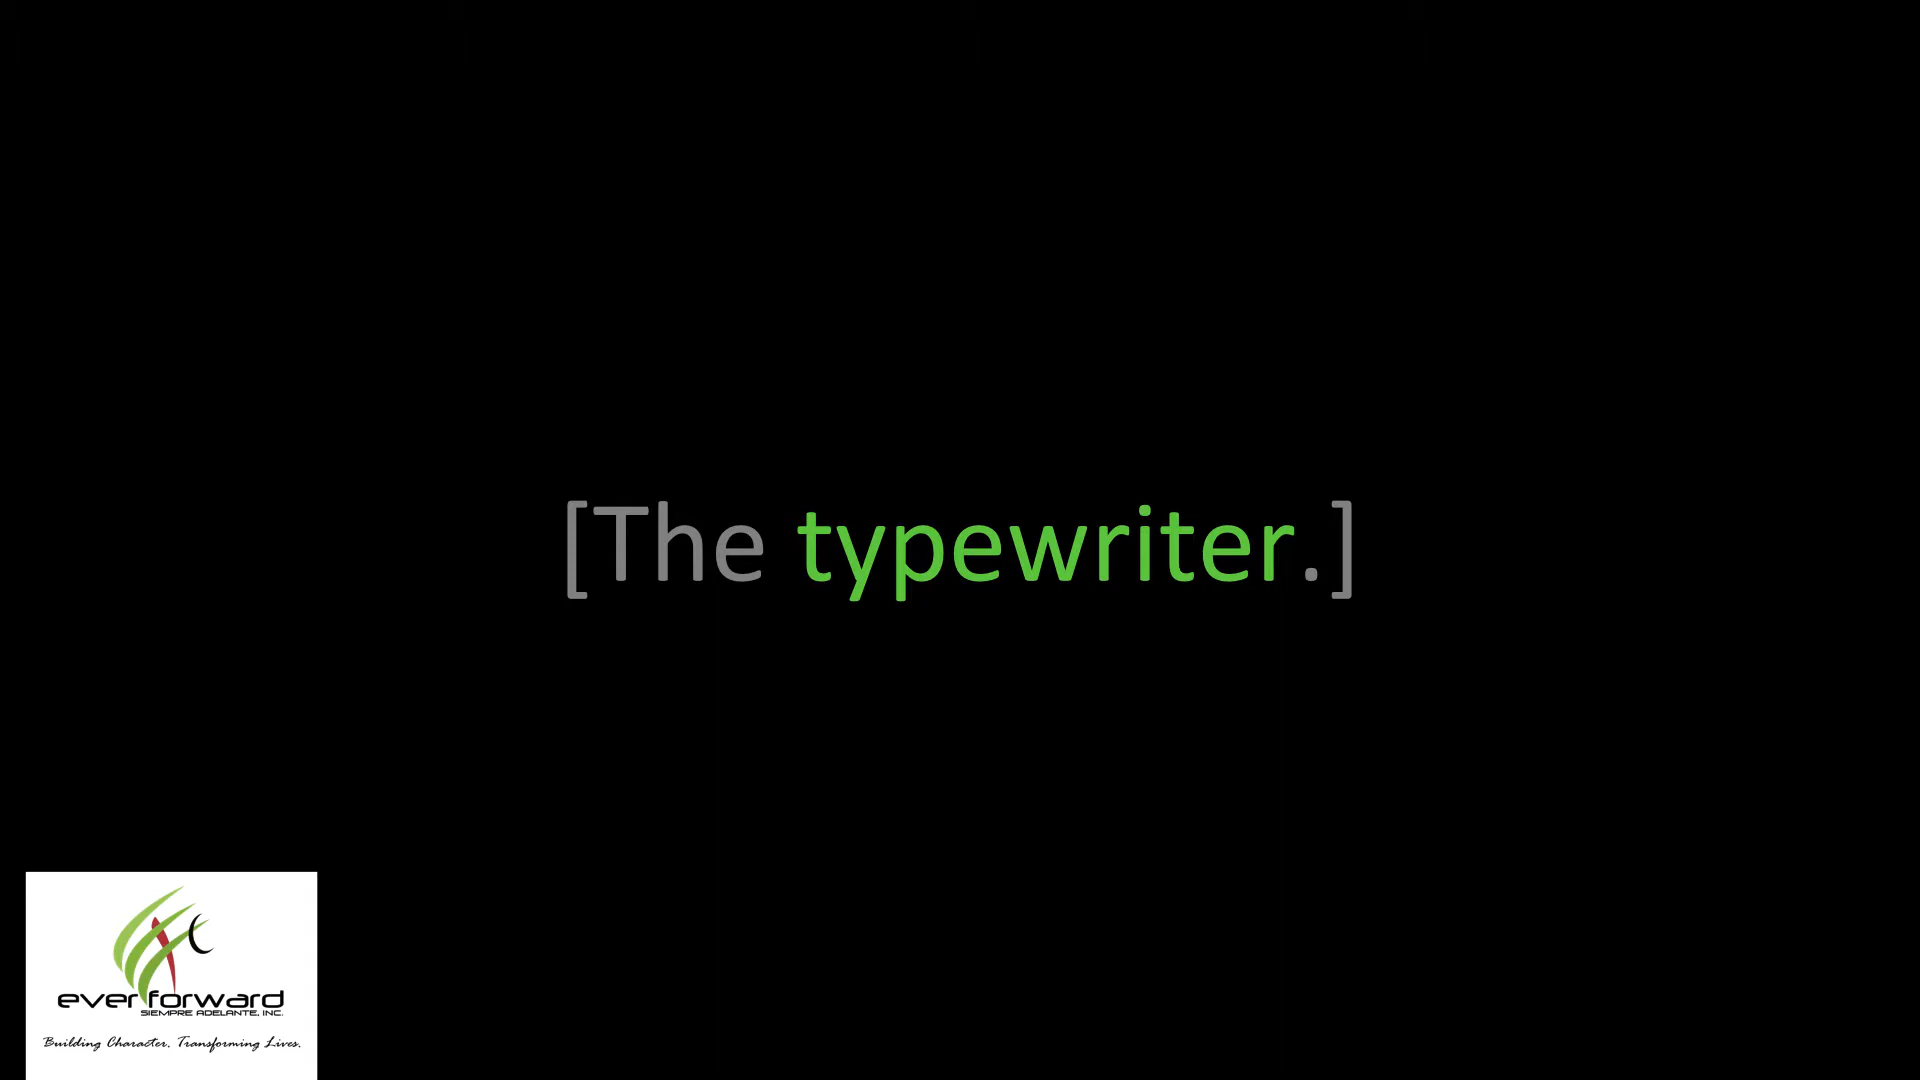 [The typewriter.]
ever forward
SIEMPRE ADELANTE, INC.
Building Character. Transforming Lives.